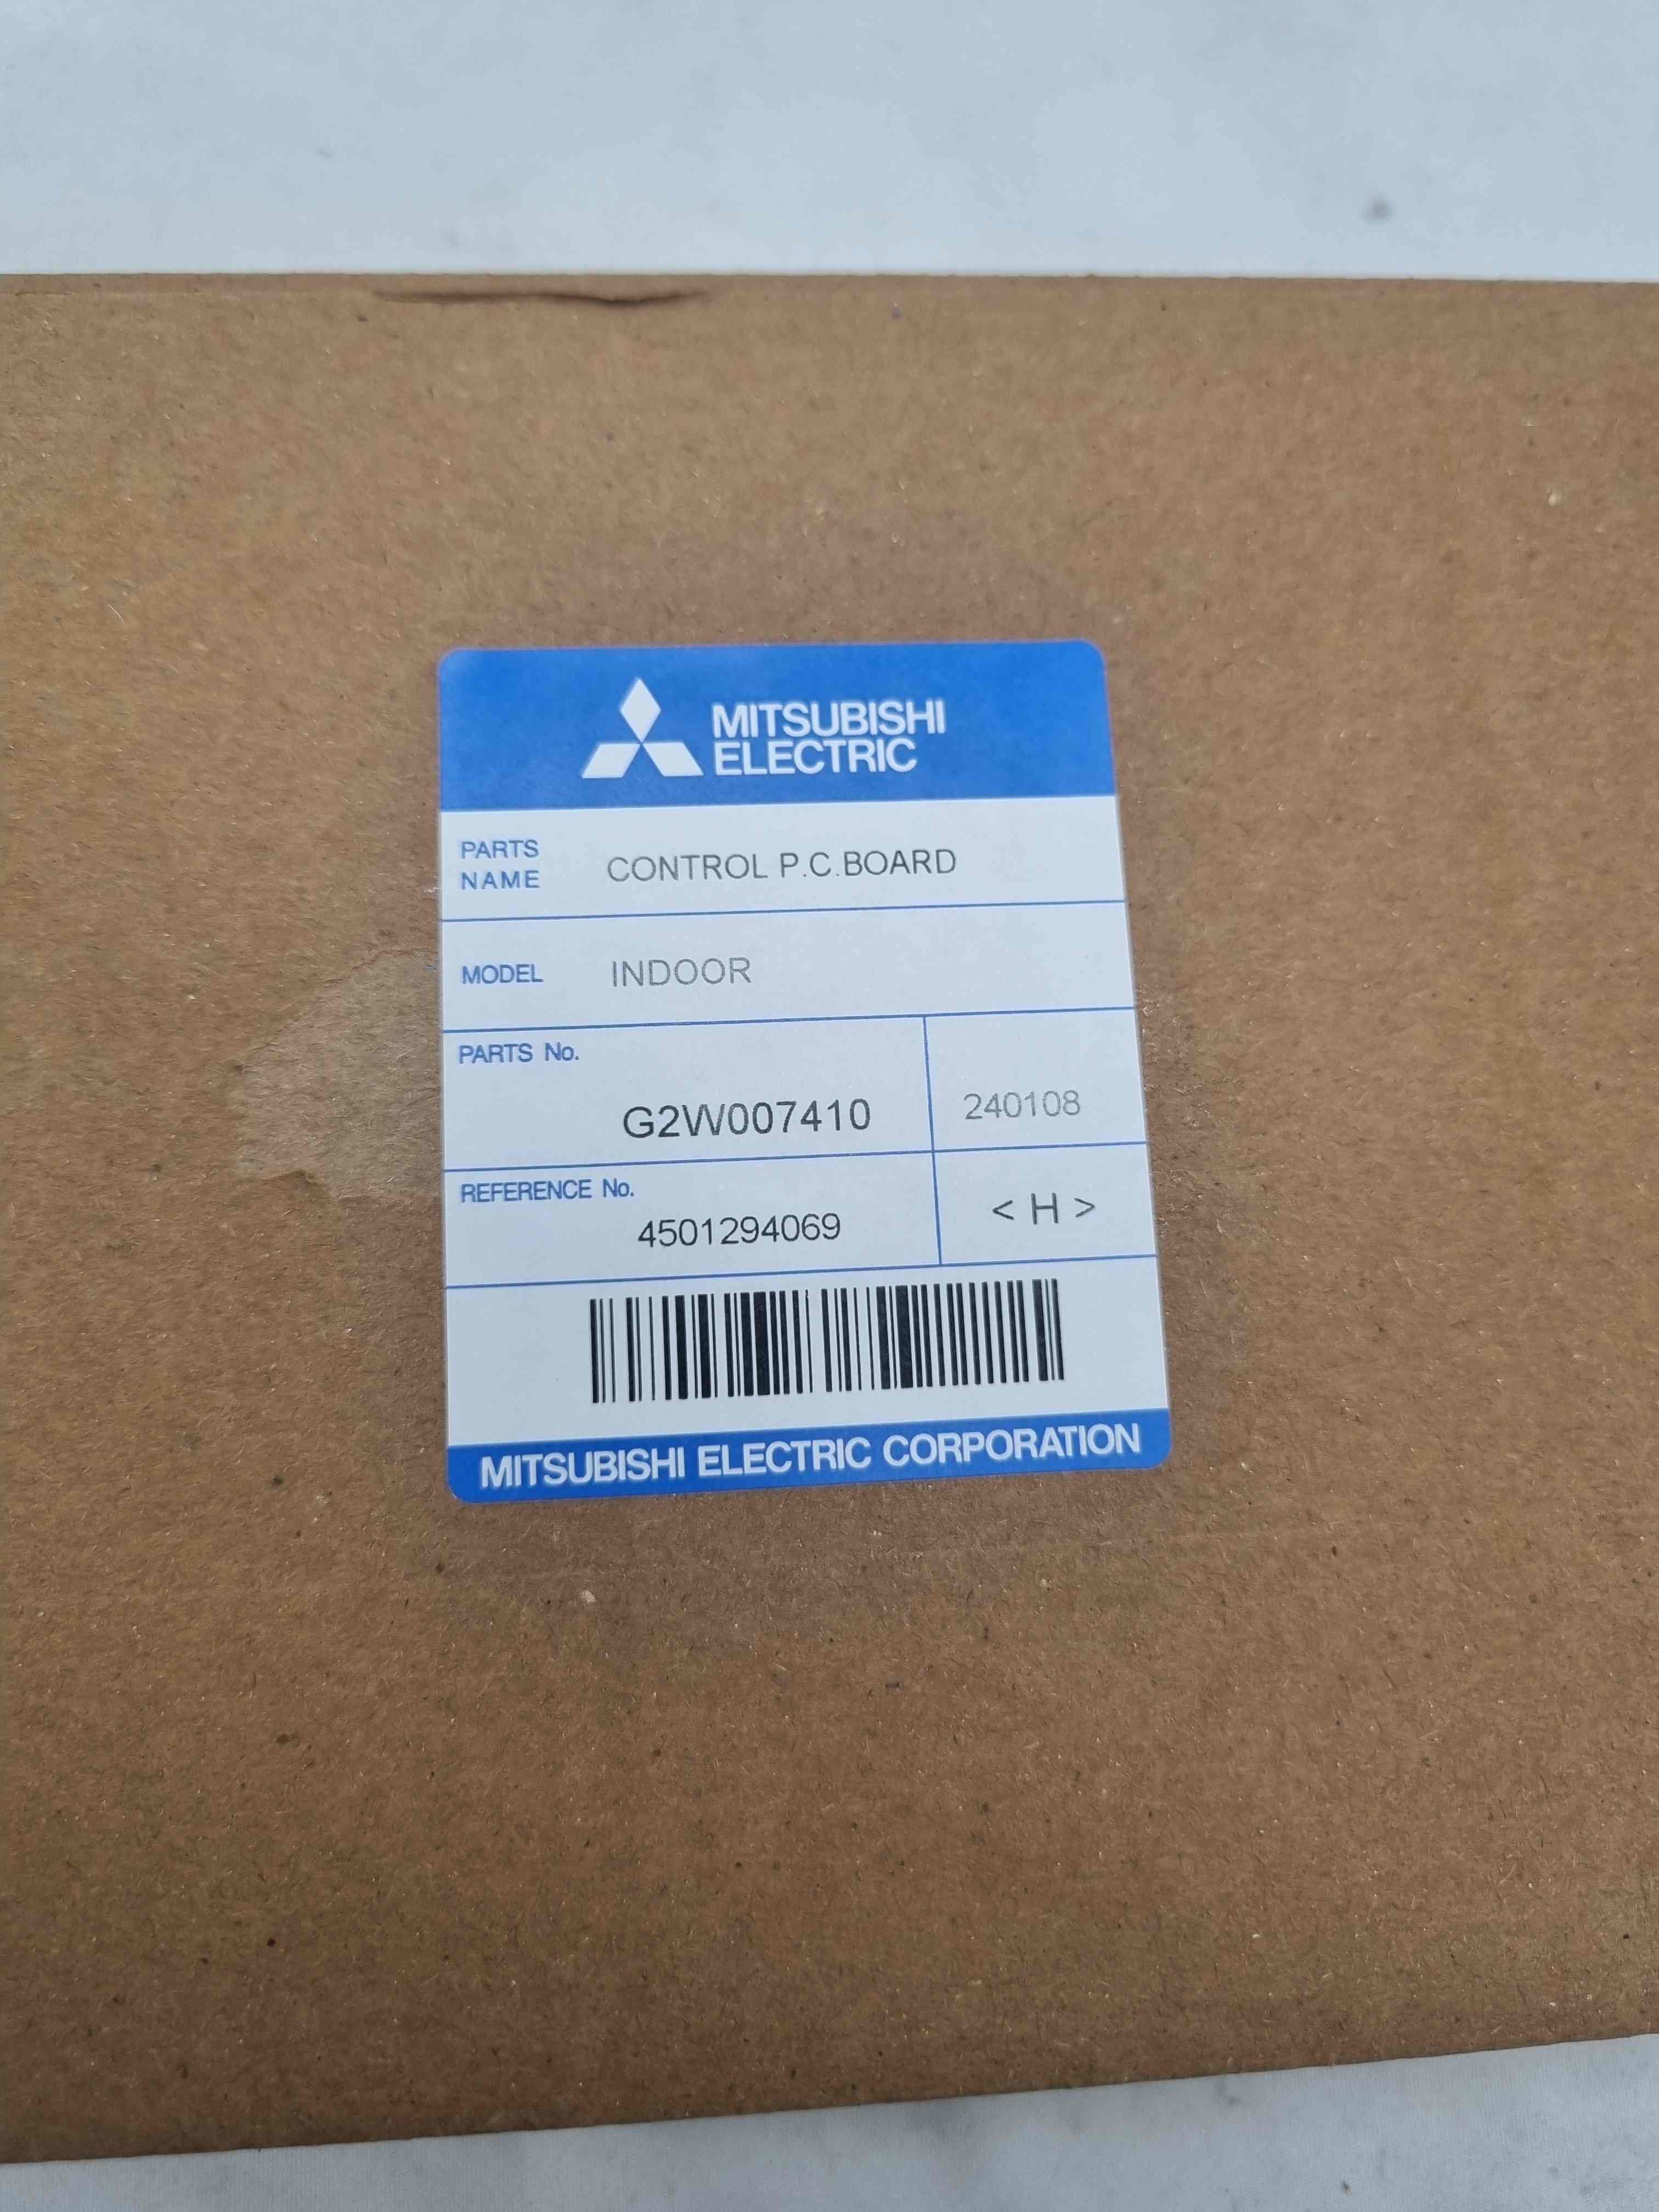 MITSUBISHI
ELECTRIC
PARTS
NAME
CONTROL P.C.BOARD
MODEL INDOOR
PARTS No.
G2W007410 240108
REFERENCE No.
4501294069 < H >
MITSUBISHI ELECTRIC CORPORATION